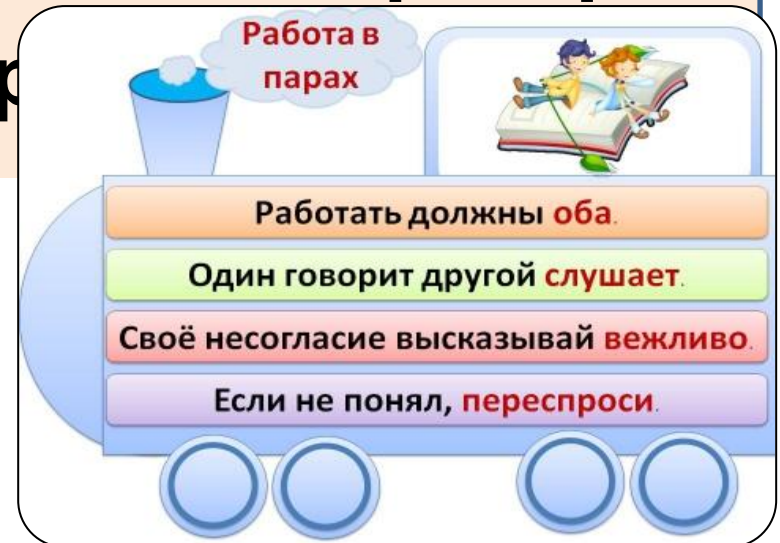 Работа в
парах
Работать должны оба.
Один говорит другой слушает.
Своё несогласие высказывай вежливо.
Если не понял, переспроси.